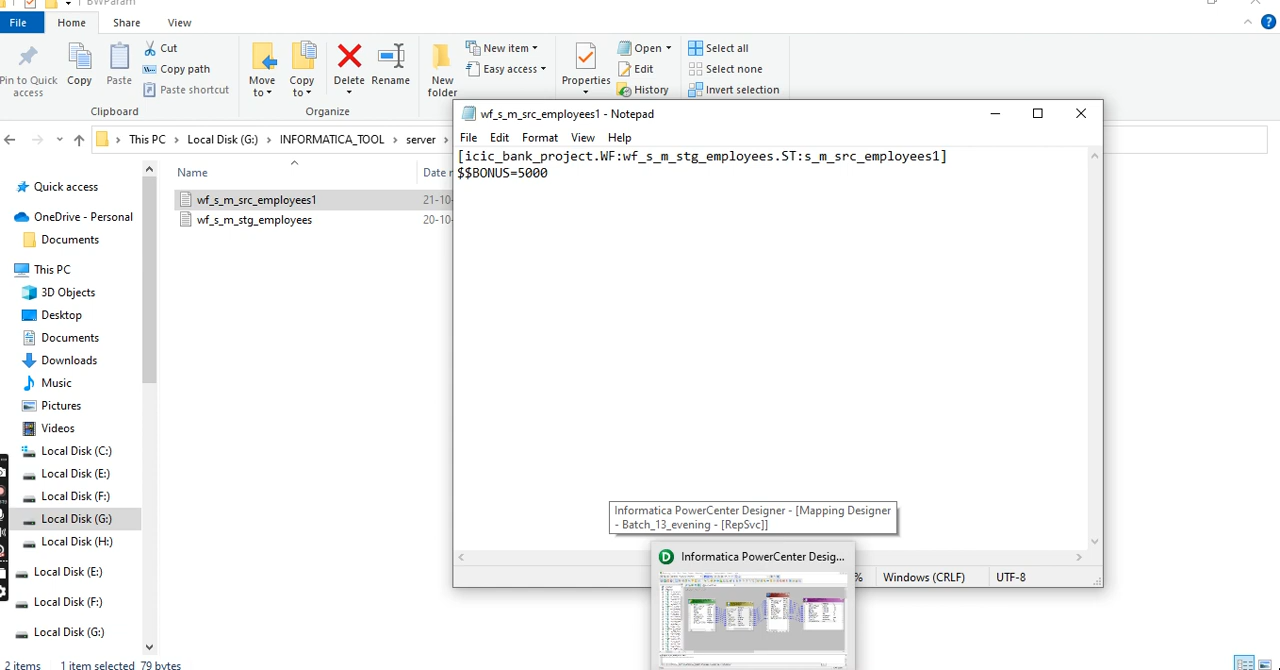 BWParam
File
Home
Share
View
Pin to Quick access
Copy
Paste
Cut
Copy path
Paste shortcut
Clipboard
Move to
Copy to
Delete
Rename
Organize
New folder
New item
Easy access
Properties
Open
Edit
History
Select all
Select none
Invert selection
This PC
Local Disk (G:)
INFORMATICA_TOOL
server
Name
Date
wf_s_m_src_employees1
21-10-
wf_s_m_stg_employees
20-10-
Quick access
OneDrive - Personal
Documents
This PC
3D Objects
Desktop
Documents
Downloads
Music
Pictures
Videos
Local Disk (C:)
Local Disk (E:)
Local Disk (F:)
Local Disk (G:)
Local Disk (H:)
Local Disk (E:)
Local Disk (F:)
Local Disk (G:)
2 items
1 item selected 79 bytes
wf_s_m_src_employees1 - Notepad
File
Edit
Format
View
Help
[icic_bank_project.WF:wf_s_m_stg_employees.ST:s_m_src_employees1]
$$BONUS=5000
Informatica PowerCenter Designer - [Mapping Designer
- Batch_13_evening - [RepSvc]]
Informatica PowerCenter Desig...
%
Windows (CRLF)
UTF-8